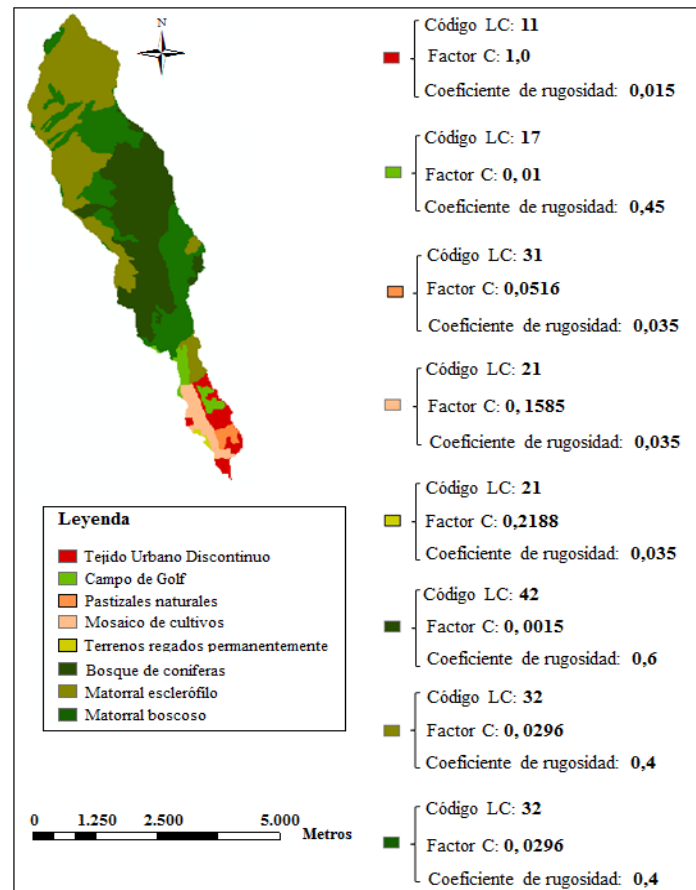 N
Código LC: 11
Factor C: 1,0
Coeficiente de rugosidad: 0,015
Código LC: 17
Factor C: 0, 01
Coeficiente de rugosidad: 0,45
Código LC: 31
Factor C: 0,0516
Coeficiente de rugosidad: 0,035
Código LC: 21
Factor C: 0, 1585
Coeficiente de rugosidad: 0,035
Código LC: 21
Factor C: 0,2188
Coeficiente de rugosidad: 0,035
Código LC: 42
Factor C: 0, 0015
Coeficiente de rugosidad: 0,6
Código LC: 32
Factor C: 0, 0296
Coeficiente de rugosidad: 0,4
Código LC: 32
Factor C: 0, 0296
Coeficiente de rugosidad: 0,4
Leyenda
Tejido Urbano Discontinuo
Campo de Golf
Pastizales naturales
Mosaico de cultivos
Terrenos regados permanentemente
Bosque de coníferas
Matorral esclerófilo
Matorral boscoso
0 1.250 2.500 5.000
Metros